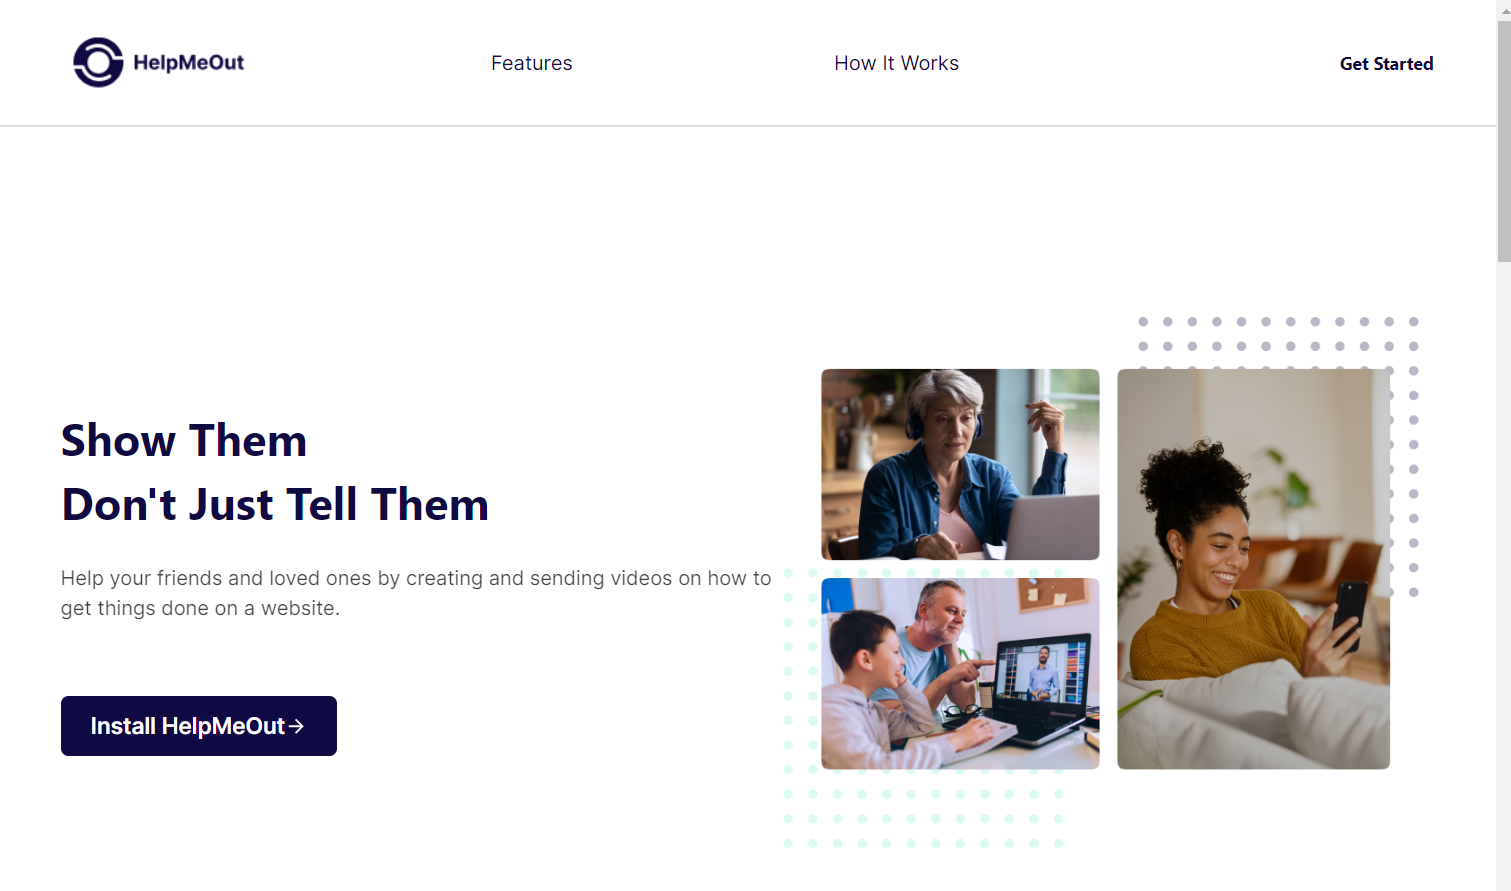 HelpMeOut
Features
How It Works
Get Started
Show Them
Don't Just Tell Them
Help your friends and loved ones by creating and sending videos on how to
get things done on a website.
Install HelpMeOut→